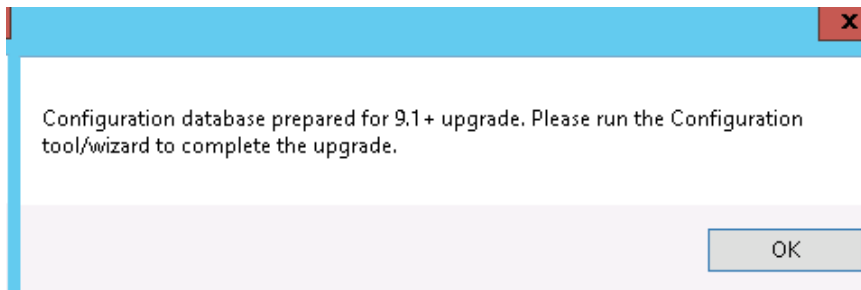 x
Configuration database prepared for 9.1+ upgrade. Please run the Configuration
tool/wizard to complete the upgrade.
OK